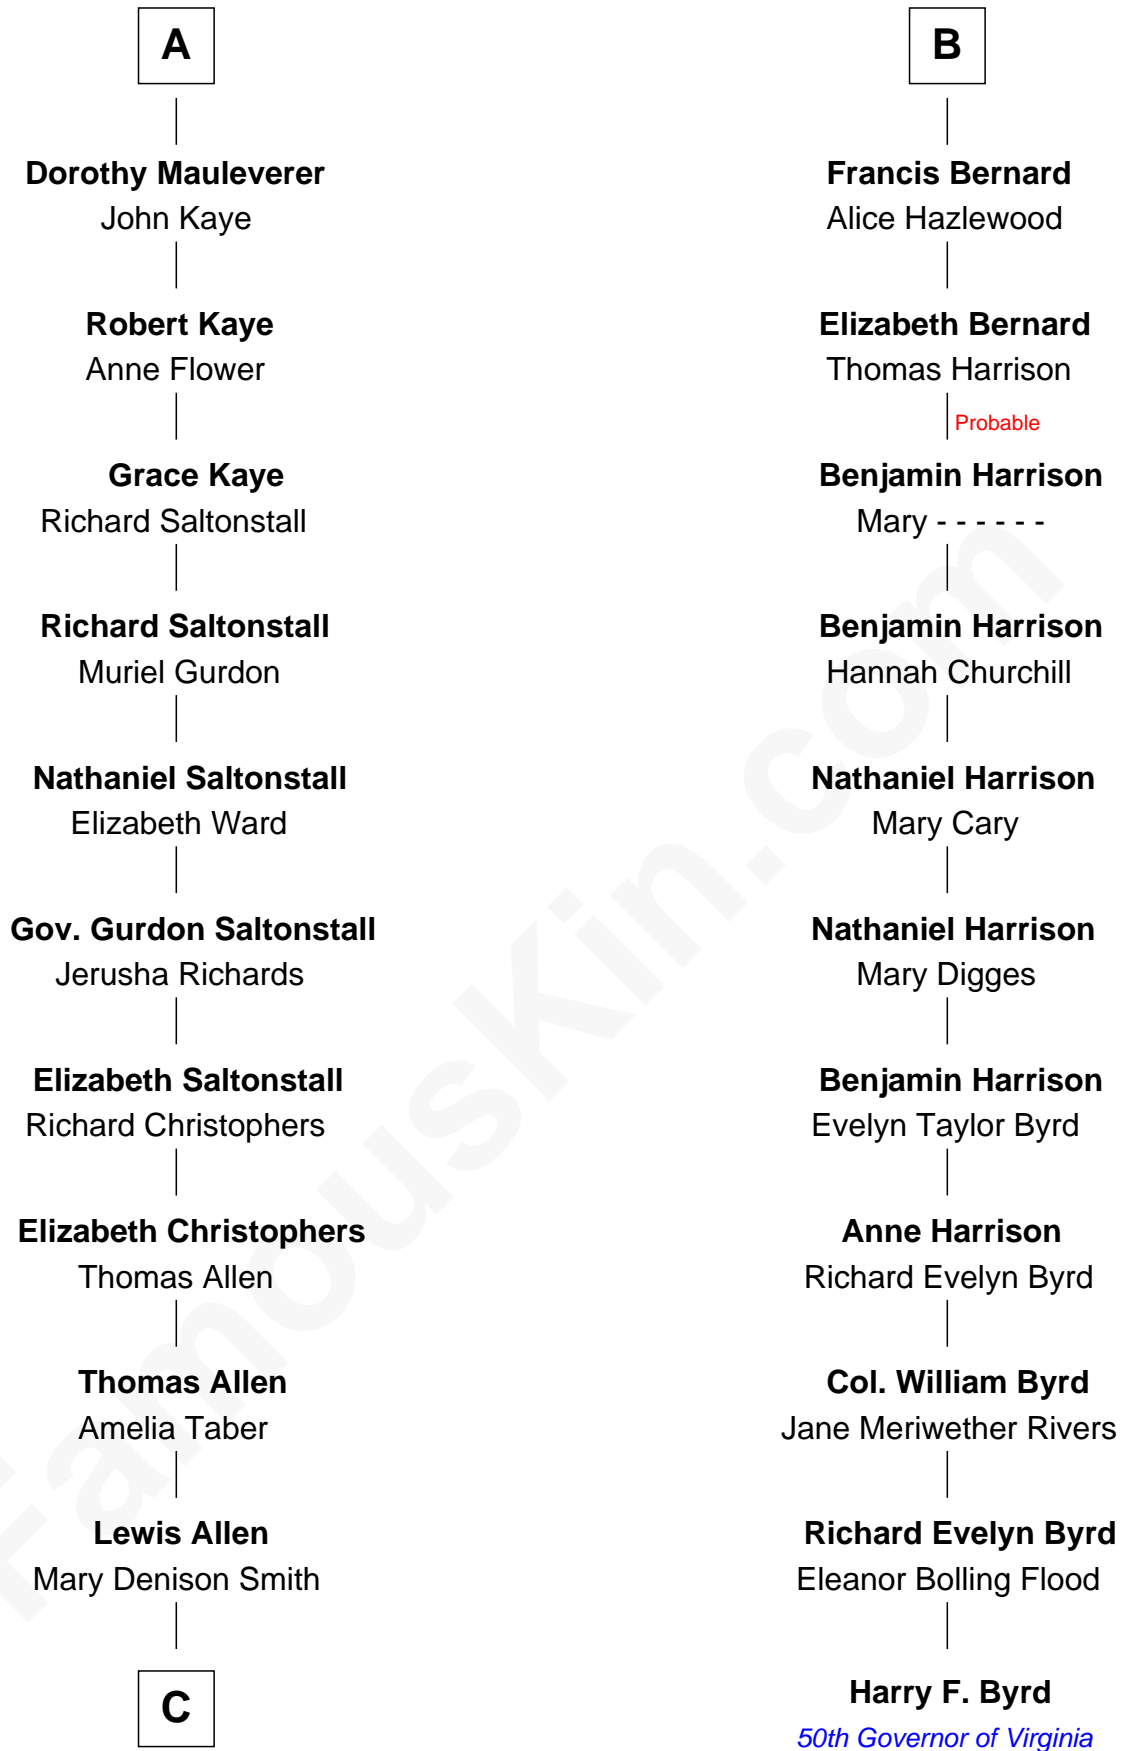 A
Dorothy Mauleverer
John Kaye
Robert Kaye
Anne Flower
Grace Kaye
Richard Saltonstall
Richard Saltonstall
Muriel Gurdon
Nathaniel Saltonstall
Elizabeth Ward
Gov. Gurdon Saltonstall
Jerusha Richards
Elizabeth Saltonstall
Richard Christophers
Elizabeth Christophers
Thomas Allen
Thomas Allen
Amelia Taber
Lewis Allen
Mary Denison Smith
C
B
Francis Bernard
Alice Hazlewood
Elizabeth Bernard
Thomas Harrison
Probable
Benjamin Harrison
Mary - - - - - -
Benjamin Harrison
Hannah Churchill
Nathaniel Harrison
Mary Cary
Nathaniel Harrison
Mary Digges
Benjamin Harrison
Evelyn Taylor Byrd
Anne Harrison
Richard Evelyn Byrd
Col. William Byrd
Jane Meriwether Rivers
Richard Evelyn Byrd
Eleanor Bolling Flood
Harry F. Byrd
50th Governor of Virginia
FamousKin.com